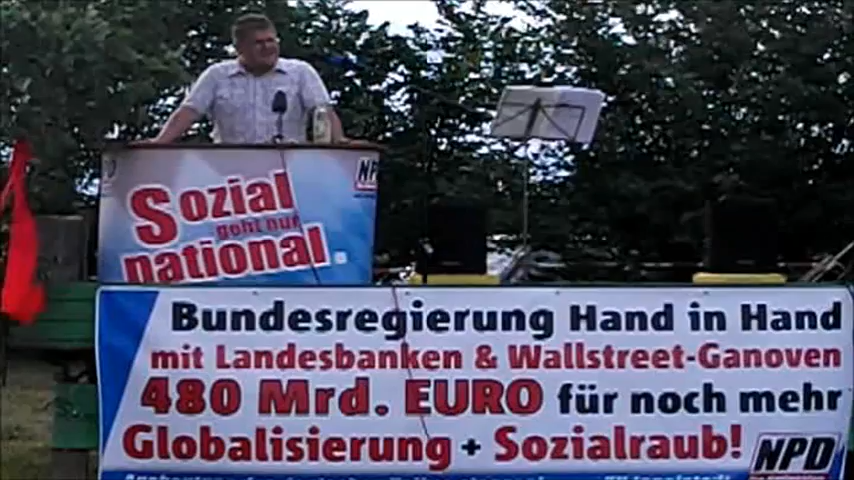 NPD
Sozial
geht nur
national.
Bundesregierung Hand in Hand
mit Landesbanken & Wallstreet-Ganoven
480 Mrd. EURO für noch mehr
Globalisierung + Sozialraub!
NPD